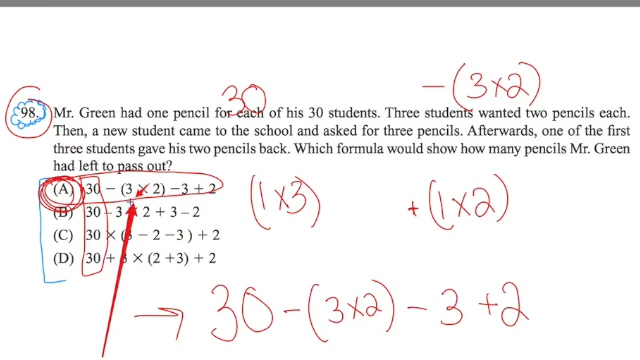 30 - (3 × 2)
98. Mr. Green had one pencil for each of his 30 students. Three students wanted two pencils each.
Then, a new student came to the school and asked for three pencils. Afterwards, one of the first
three students gave his two pencils back. Which formula would show how many pencils Mr. Green
had left to pass out?
(A) 30 − (3 × 2) −3 + 2
(1 × 3) + (1 × 2)
(B) 30 − 3 + 2 + 3 − 2
(C) 30 × (3 − 2 −3) + 2
(D) 30 + 3 × (2 +3) + 2
→ 30 - (3 × 2) - 3 + 2